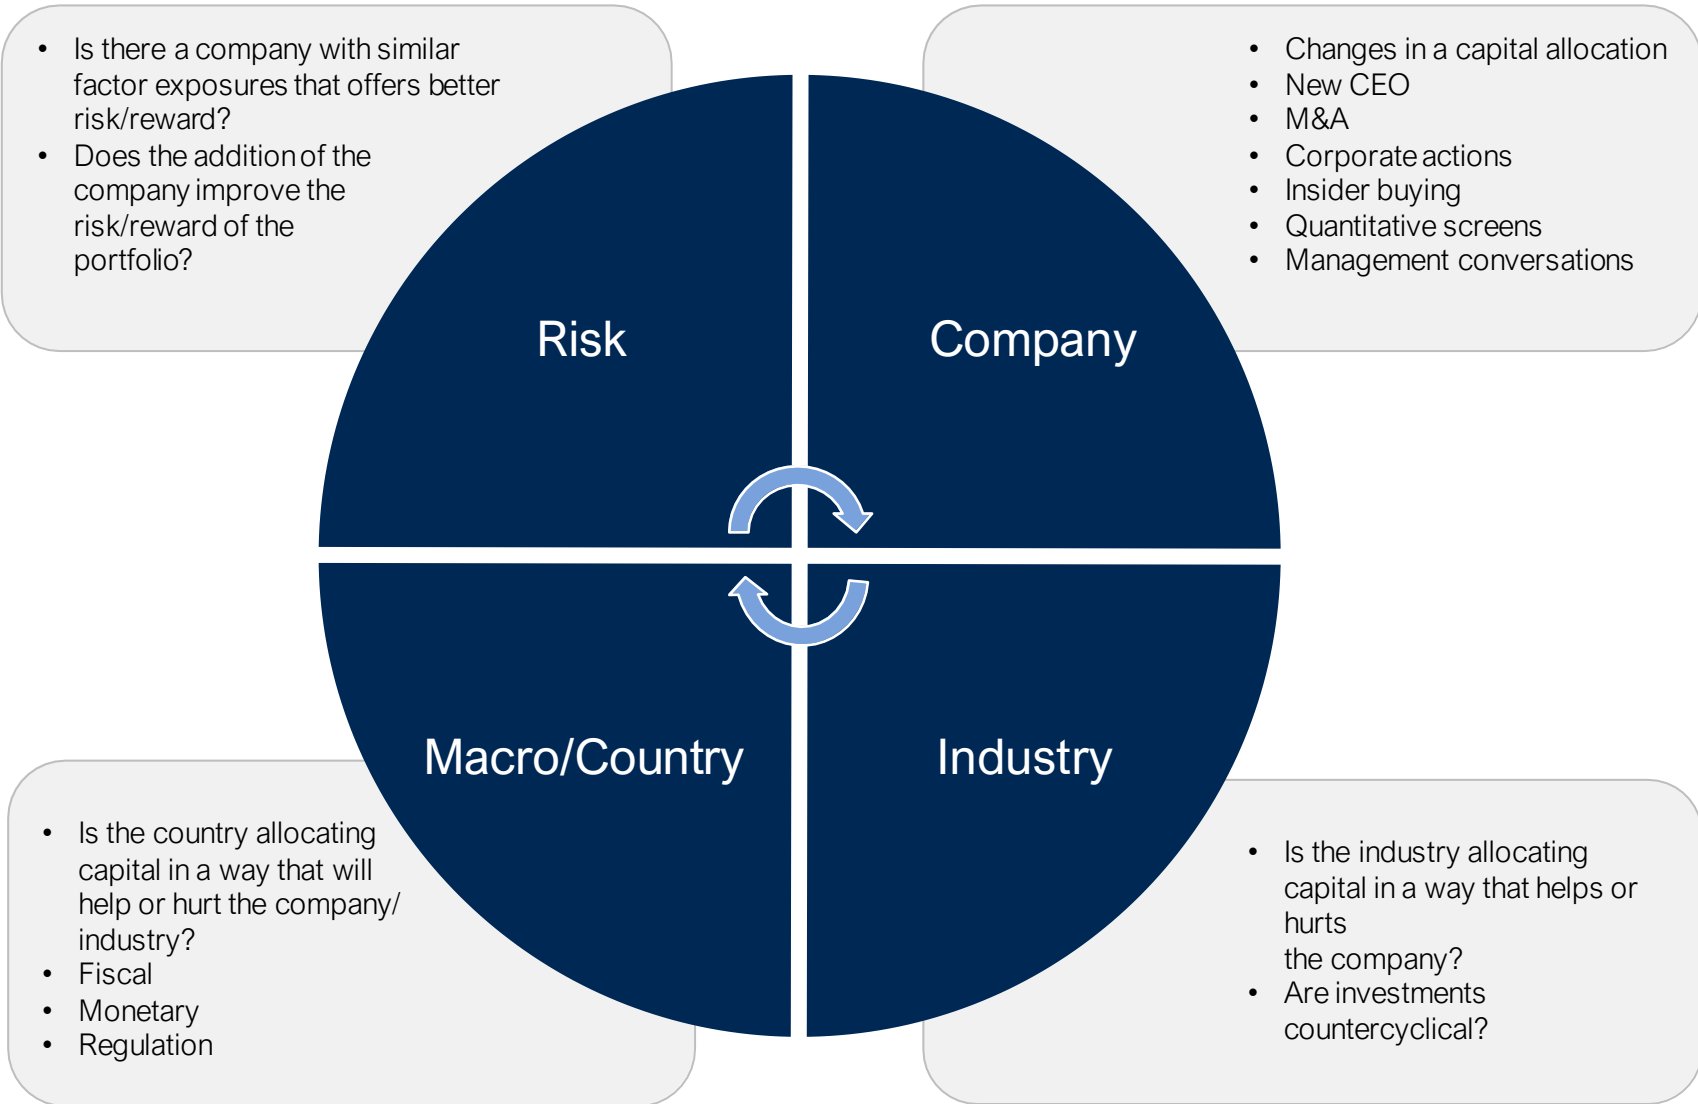 • Is there a company with similar
factor exposures that offers better
risk/reward?
• Does the addition of the
company improve the
risk/reward of the
portfolio?
• Changes in a capital allocation
• New CEO
• M&A
• Corporate actions
• Insider buying
• Quantitative screens
• Management conversations
Risk
Company
Macro/Country
Industry
• Is the country allocating
capital in a way that will
help or hurt the company/
industry?
• Fiscal
• Monetary
• Regulation
• Is the industry allocating
capital in a way that helps or
hurts
the company?
• Are investments
countercyclical?